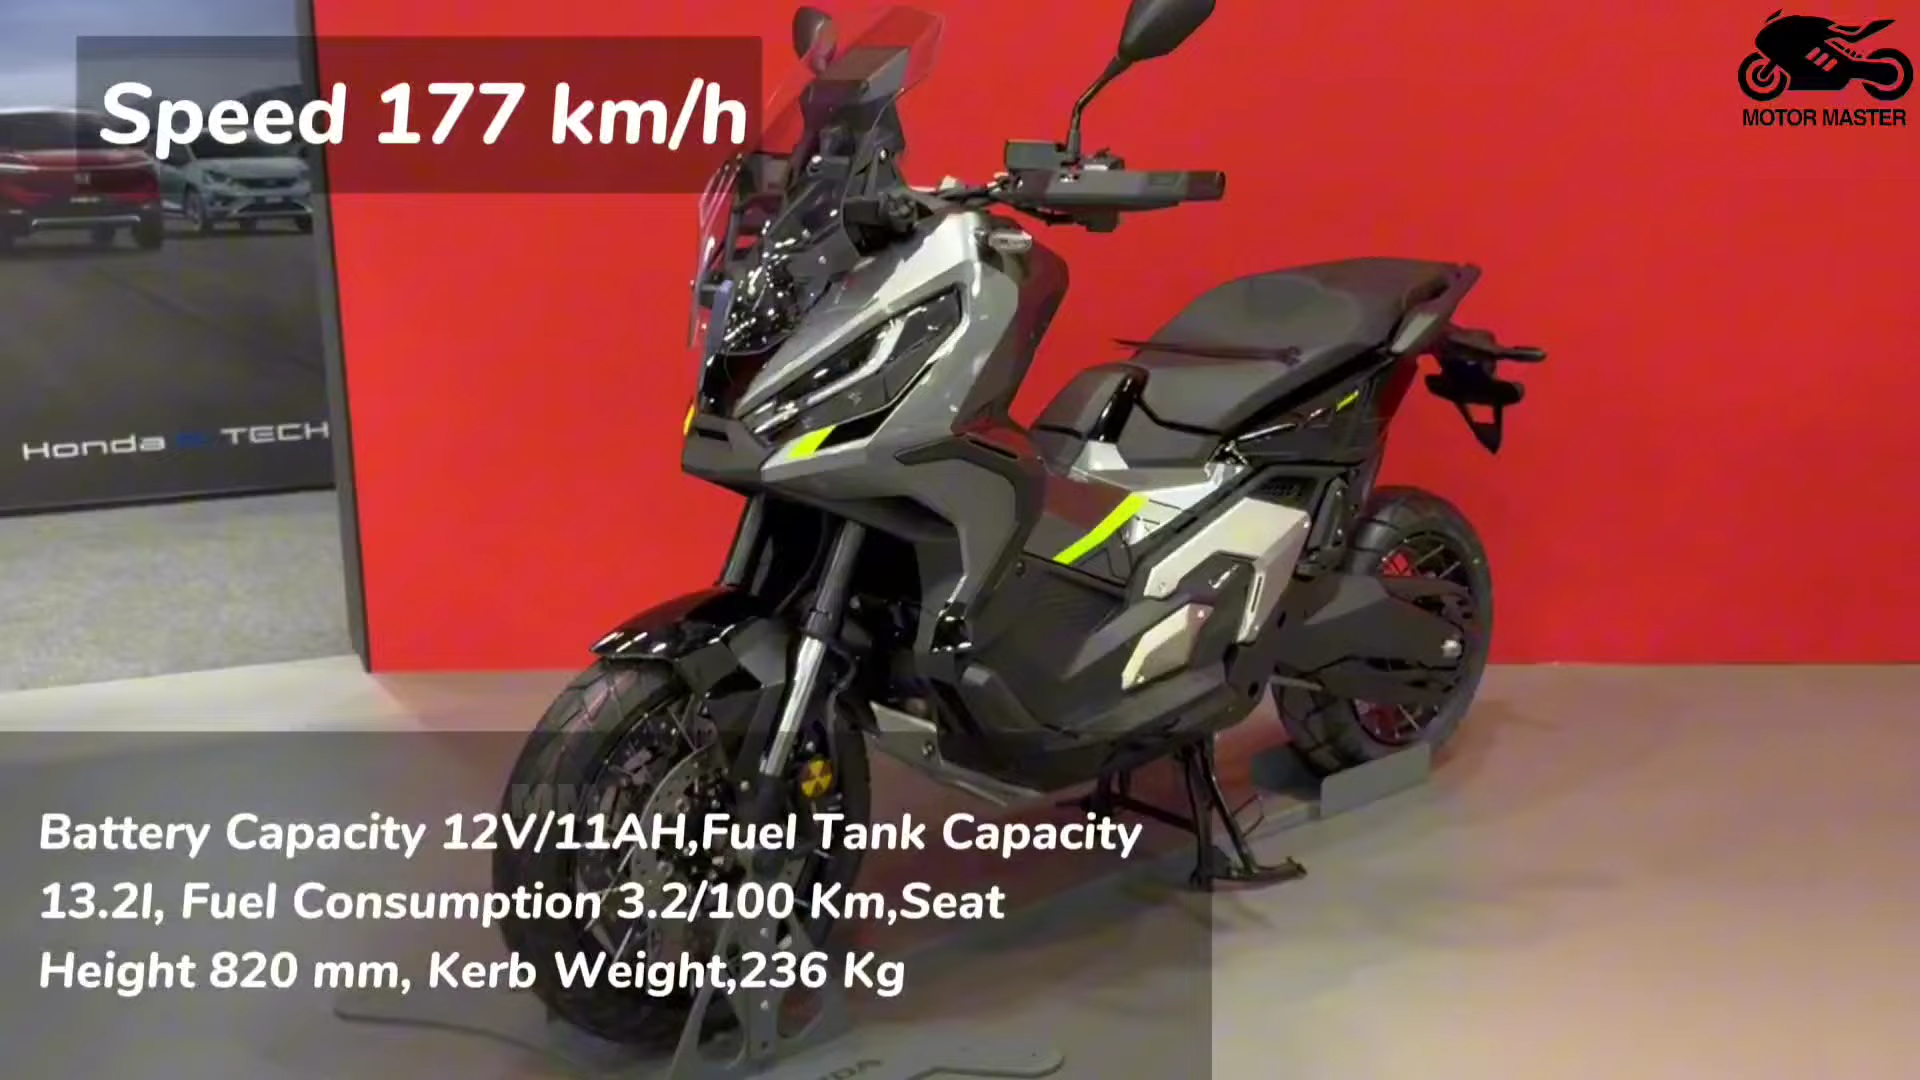 Speed 177 km/h
MOTOR MASTER
Honda e:TECH
Battery Capacity 12V/11AH,Fuel Tank Capacity
13.2l, Fuel Consumption 3.2/100 Km,Seat
Height 820 mm, Kerb Weight,236 Kg